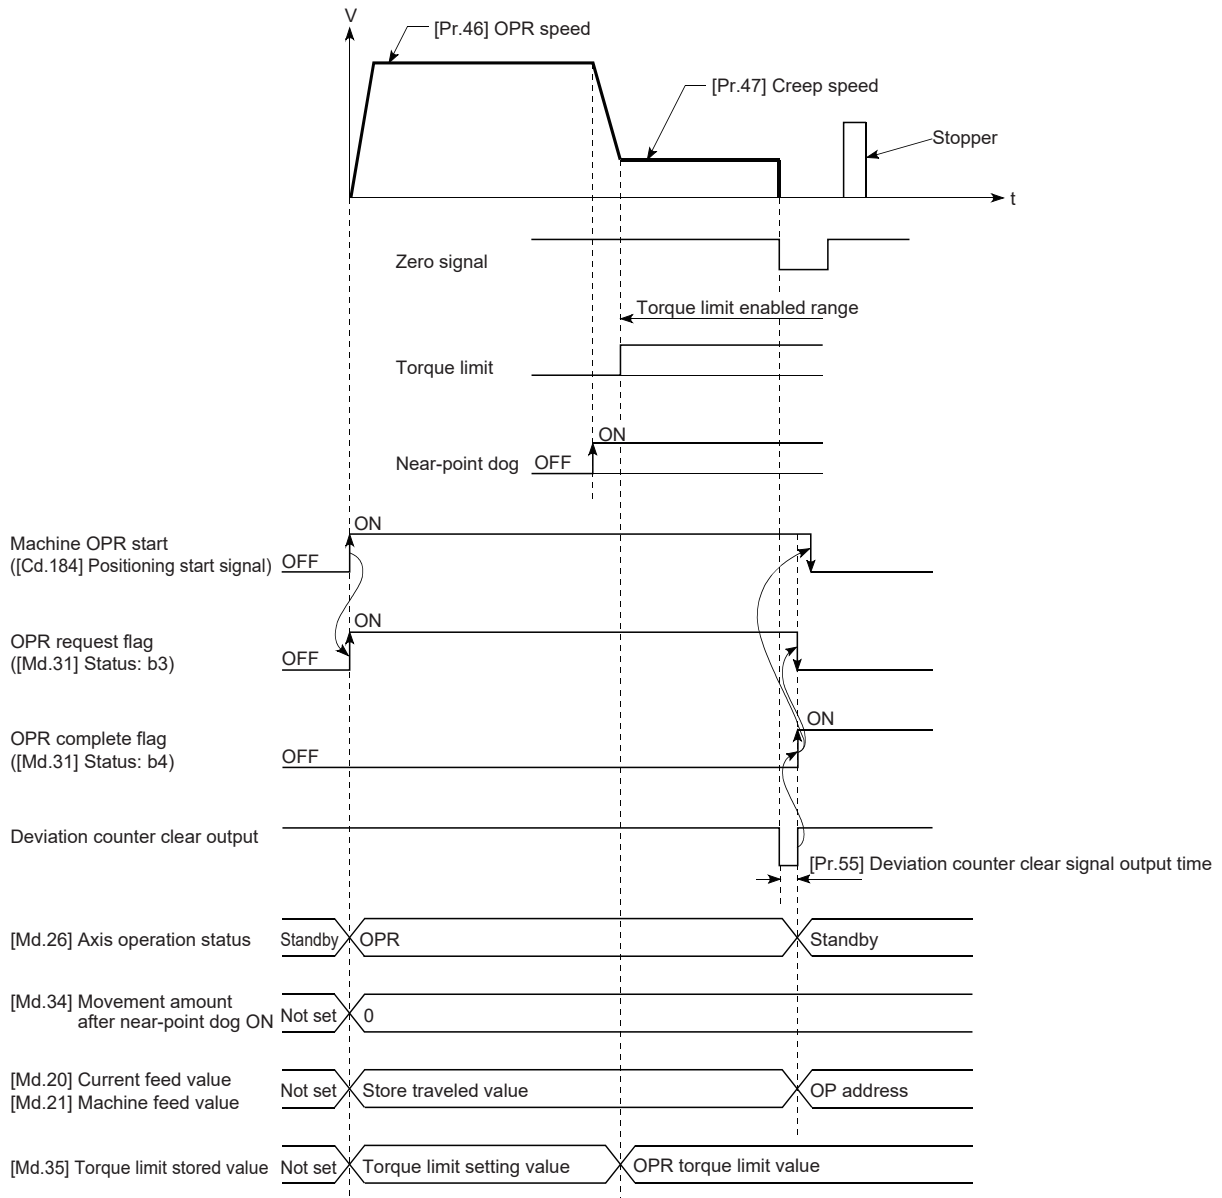 V
[Pr.46] OPR speed
[Pr.47] Creep speed
Stopper
t
Zero signal
Torque limit enabled range
Torque limit
ON
Near-point dog OFF
ON
Machine OPR start
([Cd.184] Positioning start signal) OFF
ON
OPR request flag
([Md.31] Status: b3) OFF
ON
OPR complete flag
([Md.31] Status: b4) OFF
Deviation counter clear output
[Pr.55] Deviation counter clear signal output time
[Md.26] Axis operation status Standby OPR Standby
[Md.34] Movement amount
after near-point dog ON Not set 0
[Md.20] Current feed value
[Md.21] Machine feed value Not set Store traveled value OP address
[Md.35] Torque limit stored value Not set Torque limit setting value OPR torque limit value